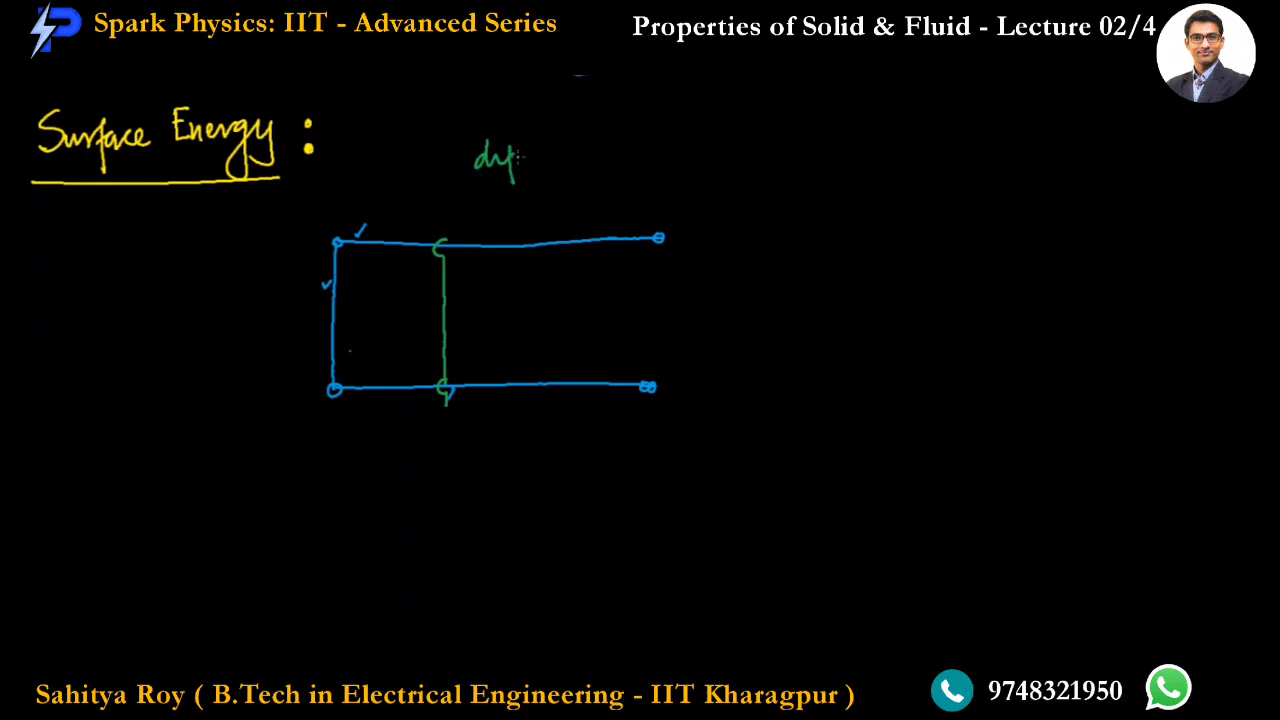 Spark Physics: IIT - Advanced Series
Properties of Solid & Fluid - Lecture 02/4
Surface Energy :
Sahitya Roy ( B.Tech in Electrical Engineering - IIT Kharagpur )
9748321950